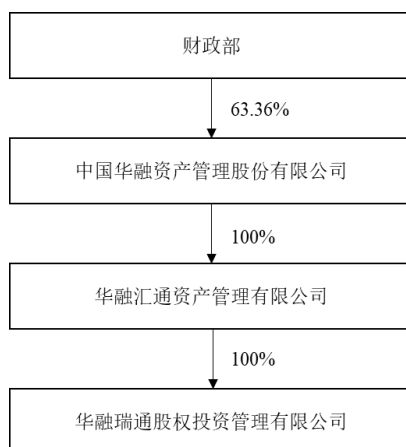 财政部
63.36%
中国华融资产管理股份有限公司
100%
华融汇通资产管理有限公司
100%
华融瑞通股权投资管理有限公司